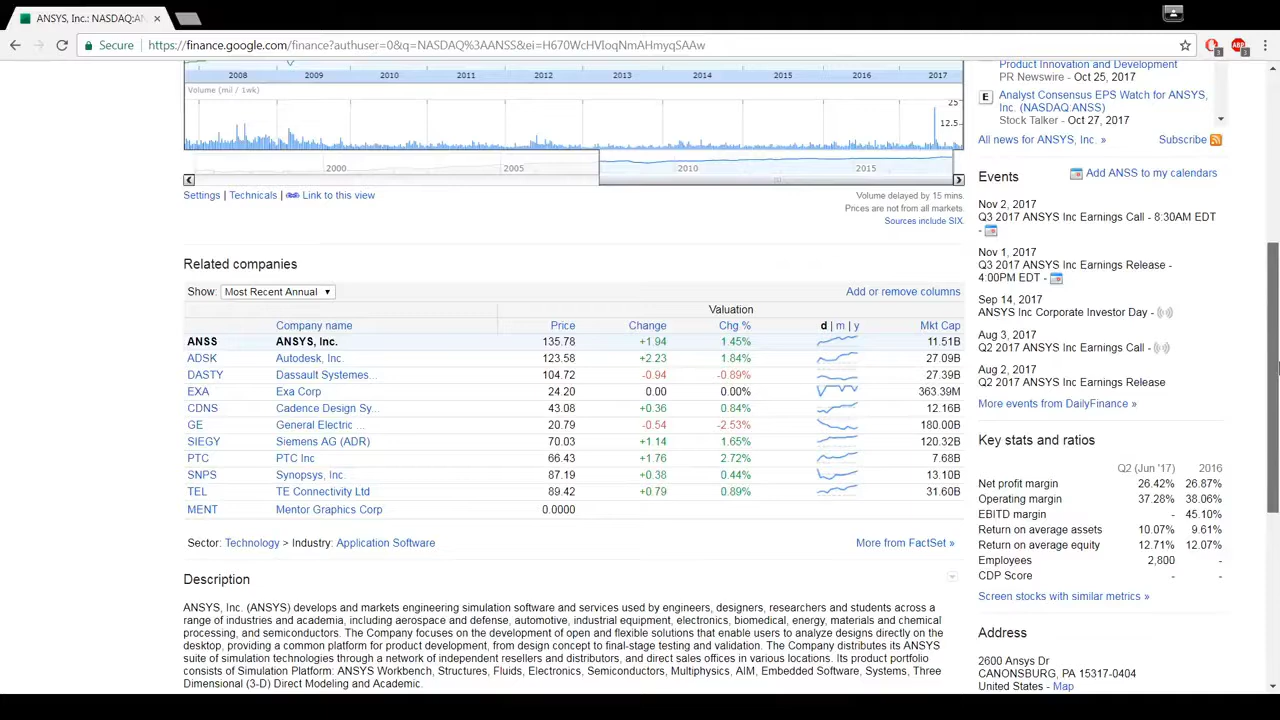 ANSYS, Inc.: NASDAQ:AN
Secure https://finance.google.com/finance?authuser=0&q=NASDAQ%3AANSS&ei=H670WcHVIoqNmAHmyqSAAw
3
ABP
3
2008 2009 2010 2011 2012 2013 2014 2015 2016 2017
Volume (mil / 1wk)
25
12.5
2000 2005 2010 2015
Settings | Technicals | Link to this view
Volume delayed by 15 mins.
Prices are not from all markets.
Sources include SIX.
Related companies
Show: Most Recent Annual
Add or remove columns
Valuation
Company name Price Change Chg % d | m | y Mkt Cap
ANSS ANSYS, Inc. 135.78 +1.94 1.45% 11.51B
ADSK Autodesk, Inc. 123.58 +2.23 1.84% 27.09B
DASTY Dassault Systemes... 104.72 -0.94 -0.89% 27.39B
EXA Exa Corp 24.20 0.00 0.00% 363.39M
CDNS Cadence Design Sy... 43.08 +0.36 0.84% 12.16B
GE General Electric ... 20.79 -0.54 -2.53% 180.00B
SIEGY Siemens AG (ADR) 70.03 +1.14 1.65% 120.32B
PTC PTC Inc 66.43 +1.76 2.72% 7.68B
SNPS Synopsys, Inc. 87.19 +0.38 0.44% 13.10B
TEL TE Connectivity Ltd 89.42 +0.79 0.89% 31.60B
MENT Mentor Graphics Corp 0.0000
Sector: Technology > Industry: Application Software
More from FactSet »
Description
ANSYS, Inc. (ANSYS) develops and markets engineering simulation software and services used by engineers, designers, researchers and students across a
range of industries and academia, including aerospace and defense, automotive, industrial equipment, electronics, biomedical, energy, materials and chemical
processing, and semiconductors. The Company focuses on the development of open and flexible solutions that enable users to analyze designs directly on the
desktop, providing a common platform for product development, from design concept to final-stage testing and validation. The Company distributes its ANSYS
suite of simulation technologies through a network of independent resellers and distributors, and direct sales offices in various locations. Its product portfolio
consists of Simulation Platform: ANSYS Workbench, Structures, Fluids, Electronics, Semiconductors, Multiphysics, AIM, Embedded Software, Systems, Three
Dimensional (3-D) Direct Modeling and Academic.
Product Innovation and Development
PR Newswire - Oct 25, 2017
E
Analyst Consensus EPS Watch for ANSYS,
Inc. (NASDAQ:ANSS)
Stock Talker - Oct 27, 2017
All news for ANSYS, Inc. » Subscribe
Events
Add ANSS to my calendars
Nov 2, 2017
Q3 2017 ANSYS Inc Earnings Call - 8:30AM EDT
-
Nov 1, 2017
Q3 2017 ANSYS Inc Earnings Release -
4:00PM EDT -
Sep 14, 2017
ANSYS Inc Corporate Investor Day -
Aug 3, 2017
Q2 2017 ANSYS Inc Earnings Call -
Aug 2, 2017
Q2 2017 ANSYS Inc Earnings Release
More events from DailyFinance »
Key stats and ratios
Q2 (Jun '17) 2016
Net profit margin 26.42% 26.87%
Operating margin 37.28% 38.06%
EBITD margin - 45.10%
Return on average assets 10.07% 9.61%
Return on average equity 12.71% 12.07%
Employees 2,800 -
CDP Score - -
Screen stocks with similar metrics »
Address
2600 Ansys Dr
CANONSBURG, PA 15317-0404
United States - Map